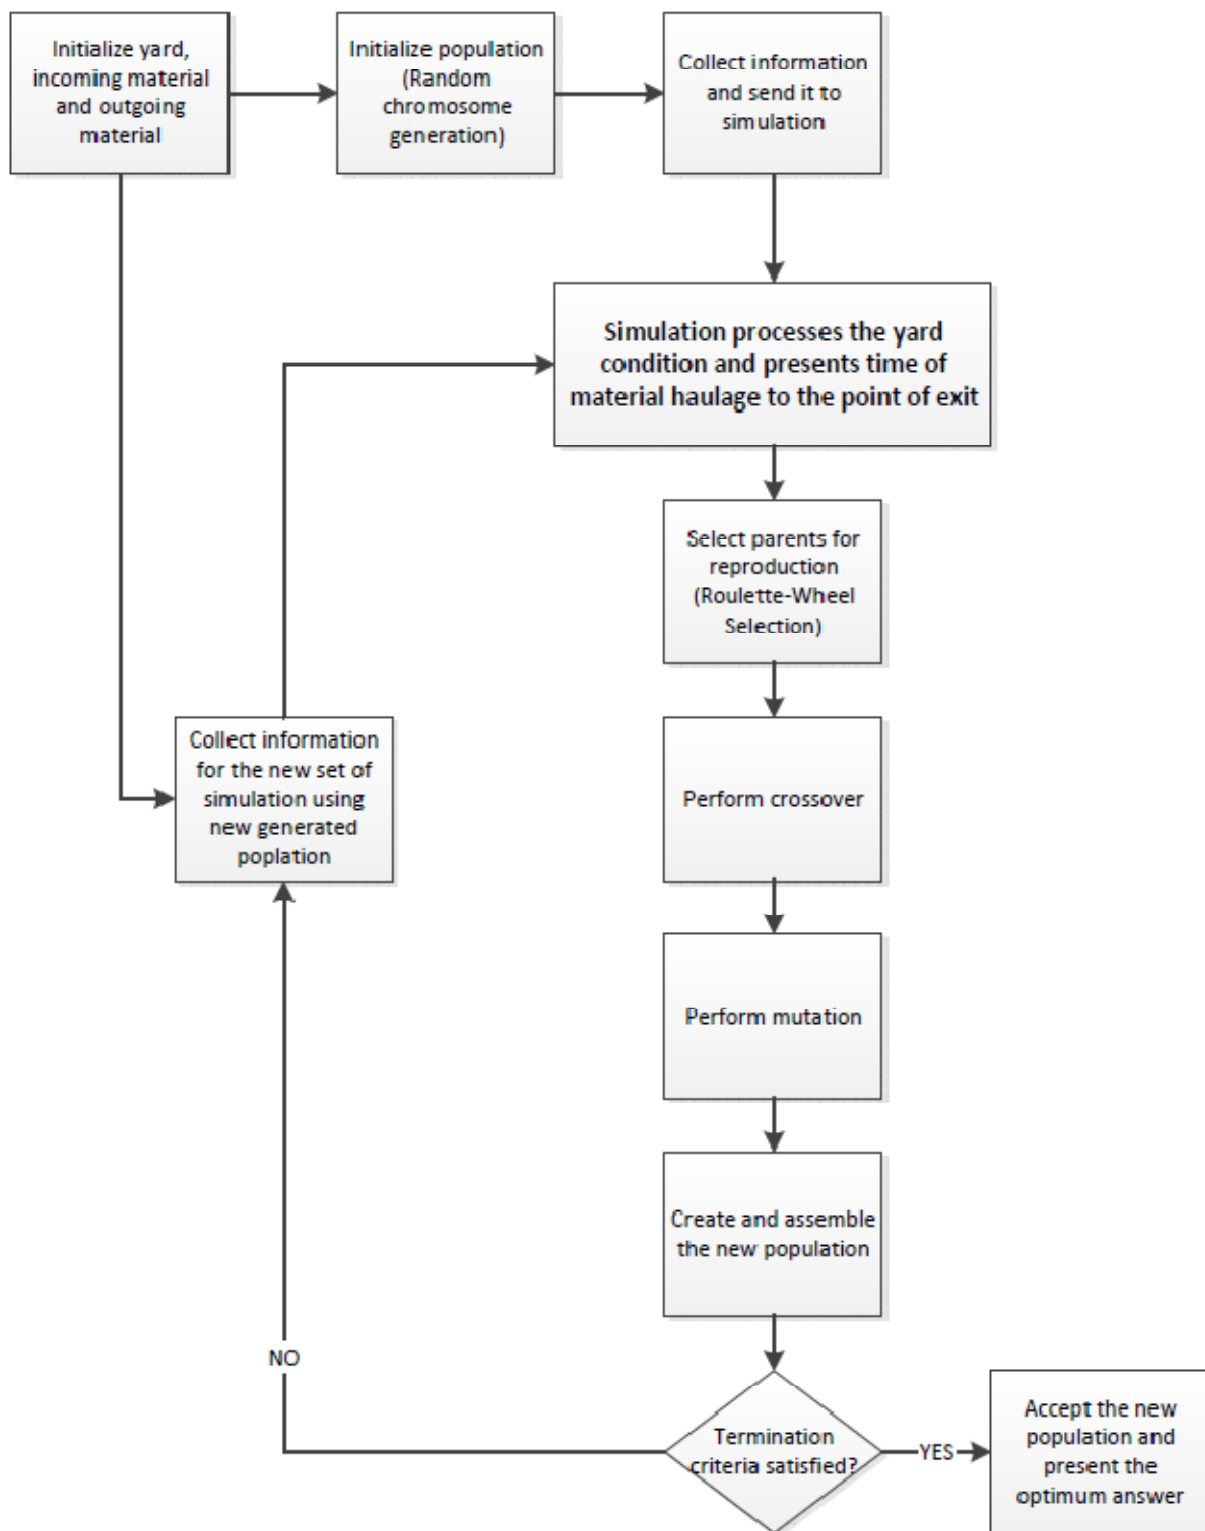 Initialize yard,
incoming material
and outgoing
material
Initialize population
(Random
chromosome
generation)
Collect information
and send it to
simulation
Simulation processes the yard
condition and presents time of
material haulage to the point of exit
Select parents for
reproduction
(Roulette-Wheel
Selection)
Collect information
for the new set of
simulation using
new generated
poplation
Perform crossover
Perform mutation
Create and assemble
the new population
NO
Termination
criteria satisfied?
YES
Accept the new
population and
present the
optimum answer